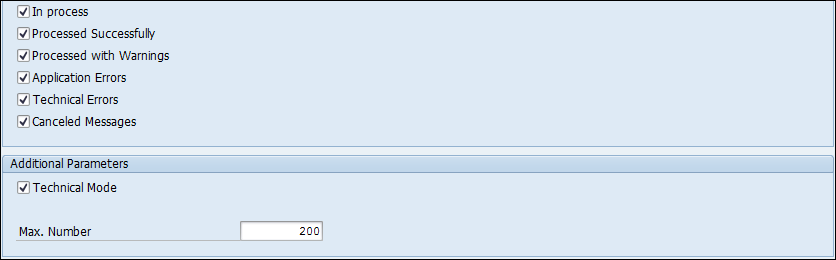 In process
Processed Successfully
Processed with Warnings
Application Errors
Technical Errors
Canceled Messages
Additional Parameters
Technical Mode
Max. Number 200